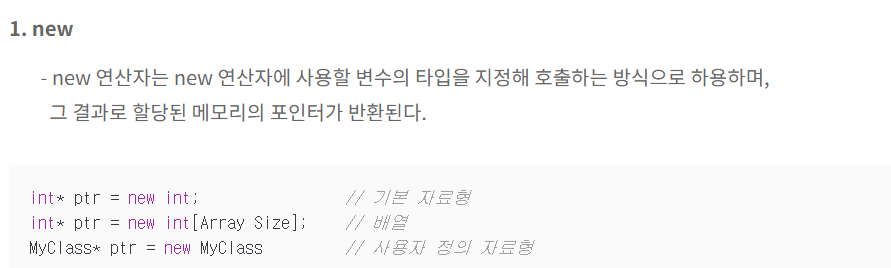 1. new
- new 연산자는 new 연산자에 사용할 변수의 타입을 지정해 호출하는 방식으로 하용하며,
그 결과로 할당된 메모리의 포인터가 반환된다.
int* ptr = new int; // 기본 자료형
int* ptr = new int[Array Size]; // 배열
MyClass* ptr = new MyClass // 사용자 정의 자료형